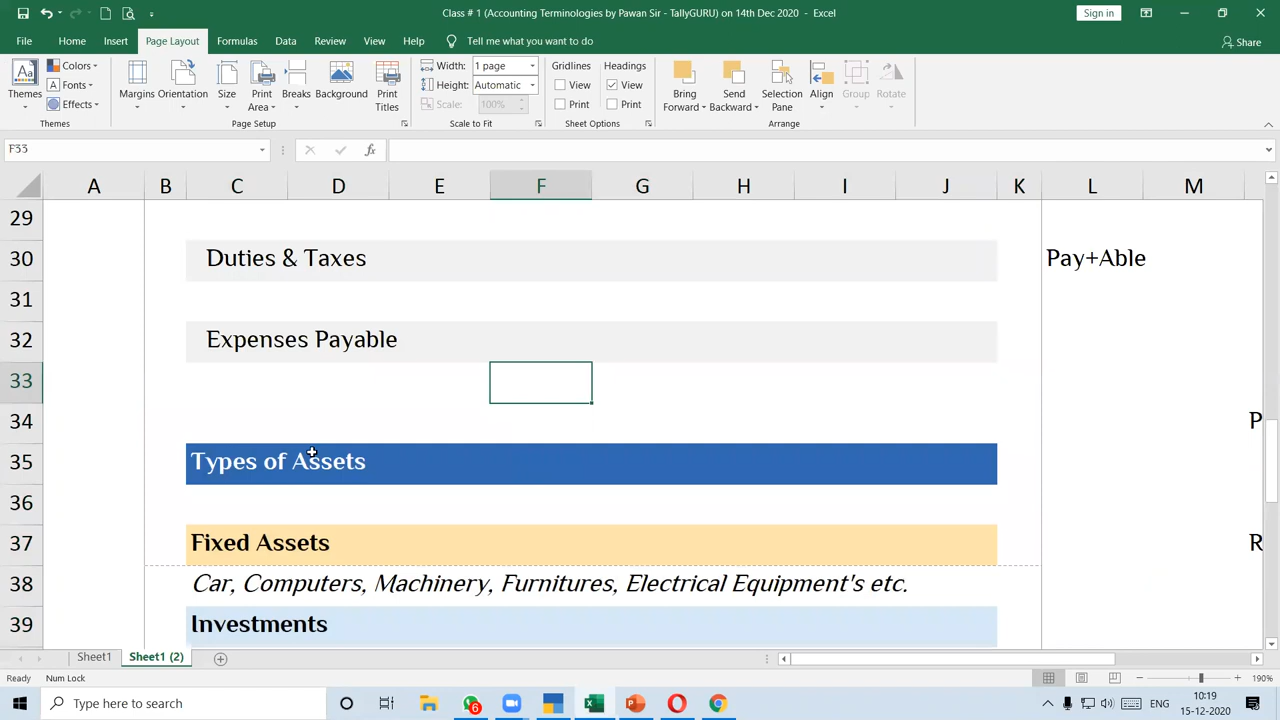 Class # 1 (Accounting Terminologies by Pawan Sir - TallyGURU) on 14th Dec 2020 - Excel
Sign in
File Home Insert Page Layout Formulas Data Review View Help Tell me what you want to do Share
Themes
Colors
Fonts
Effects
Themes
Margins Orientation Size Print Area Breaks Background Print Titles
Page Setup
Width: 1 page
Height: Automatic
Scale: 100%
Scale to Fit
Gridlines Headings
View View
Print Print
Sheet Options
Bring Forward Send Backward Selection Pane Align Group Rotate
Arrange
F33 fx
A B C D E F G H I J K L M
29
30 Duties & Taxes Pay+Able
31
32 Expenses Payable
33
34 P
35 Types of Assets
36
37 Fixed Assets R
38 Car, Computers, Machinery, Furnitures, Electrical Equipment's etc.
39 Investments
Sheet1 Sheet1 (2)
Ready Num Lock 190%
Type here to search 6 ENG 10:19
15-12-2020